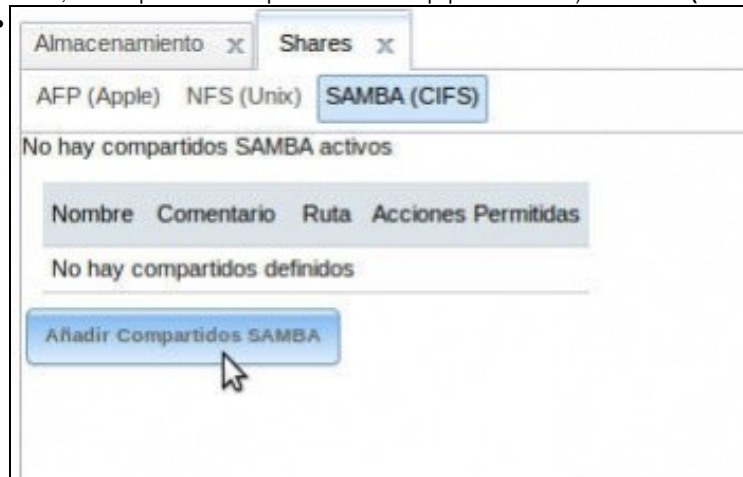 Almacenamiento x Shares x
AFP (Apple) NFS (Unix) SAMBA (CIFS)
No hay compartidos SAMBA activos
Nombre Comentario Ruta Acciones Permitidas
No hay compartidos definidos
Añadir Compartidos SAMBA